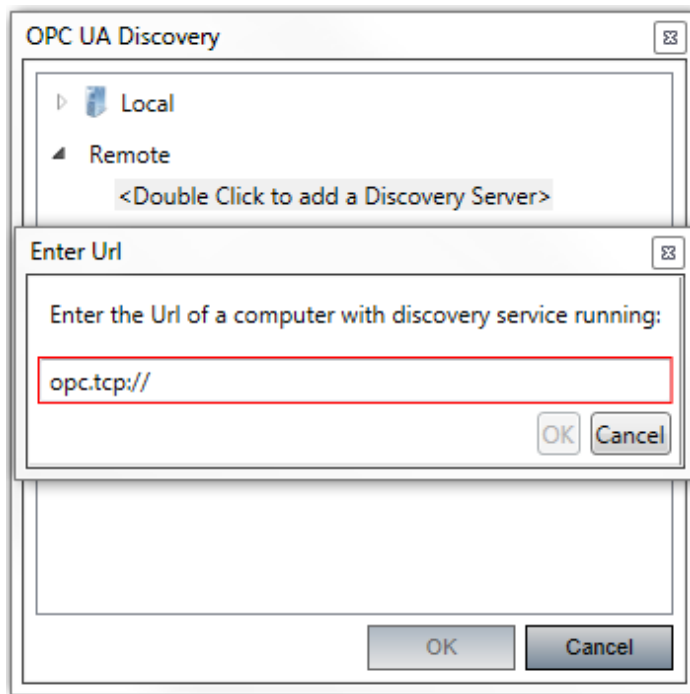 OPC UA Discovery
Local
Remote
<Double Click to add a Discovery Server>
Enter Url
Enter the Url of a computer with discovery service running:
opc.tcp://
OK Cancel
OK Cancel